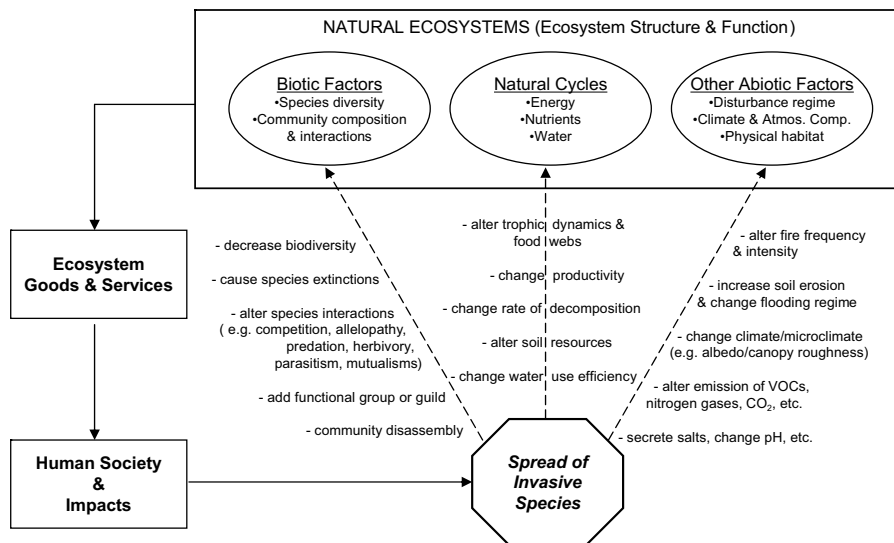 NATURAL ECOSYSTEMS (Ecosystem Structure & Function)
Biotic Factors
•Species diversity
•Community composition
& interactions
Natural Cycles
•Energy
•Nutrients
•Water
Other Abiotic Factors
•Disturbance regime
•Climate & Atmos. Comp.
•Physical habitat
Ecosystem
Goods & Services
- decrease biodiversity
- cause species extinctions
- alter species interactions
( e.g. competition, allelopathy,
predation, herbivory,
parasitism, mutualisms)
- add functional group or guild
- community disassembly
- alter trophic dynamics &
food webs
- change productivity
- change rate of decomposition
- alter soil resources
- change water use efficiency
- alter fire frequency
& intensity
- increase soil erosion
& change flooding regime
- change climate/microclimate
(e.g. albedo/canopy roughness)
- alter emission of VOCs,
nitrogen gases, CO₂, etc.
- secrete salts, change pH, etc.
Human Society
&
Impacts
Spread of
Invasive
Species